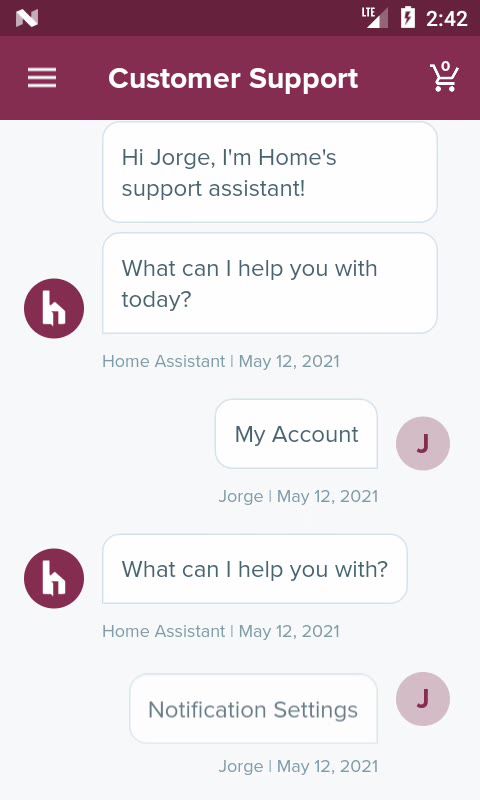 LTE 2:42
Customer Support 0
Hi Jorge, I'm Home's
support assistant!
What can I help you with
today?
h
Home Assistant | May 12, 2021
My Account
J
Jorge | May 12, 2021
What can I help you with?
h
Home Assistant | May 12, 2021
Notification Settings
J
Jorge | May 12, 2021